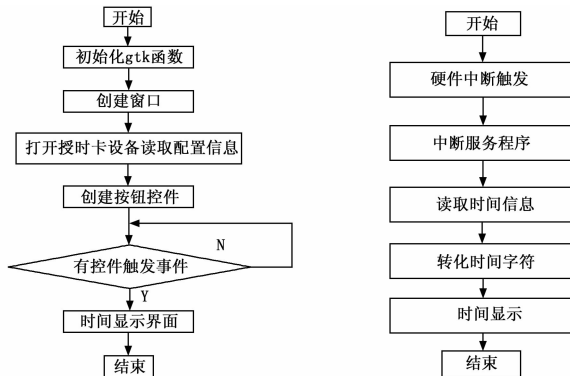 开始
初始化gtk函数
创建窗口
打开授时卡设备读取配置信息
创建按钮控件
N
有控件触发事件
Y
时间显示界面
结束
开始
硬件中断触发
中断服务程序
读取时间信息
转化时间字符
时间显示
结束